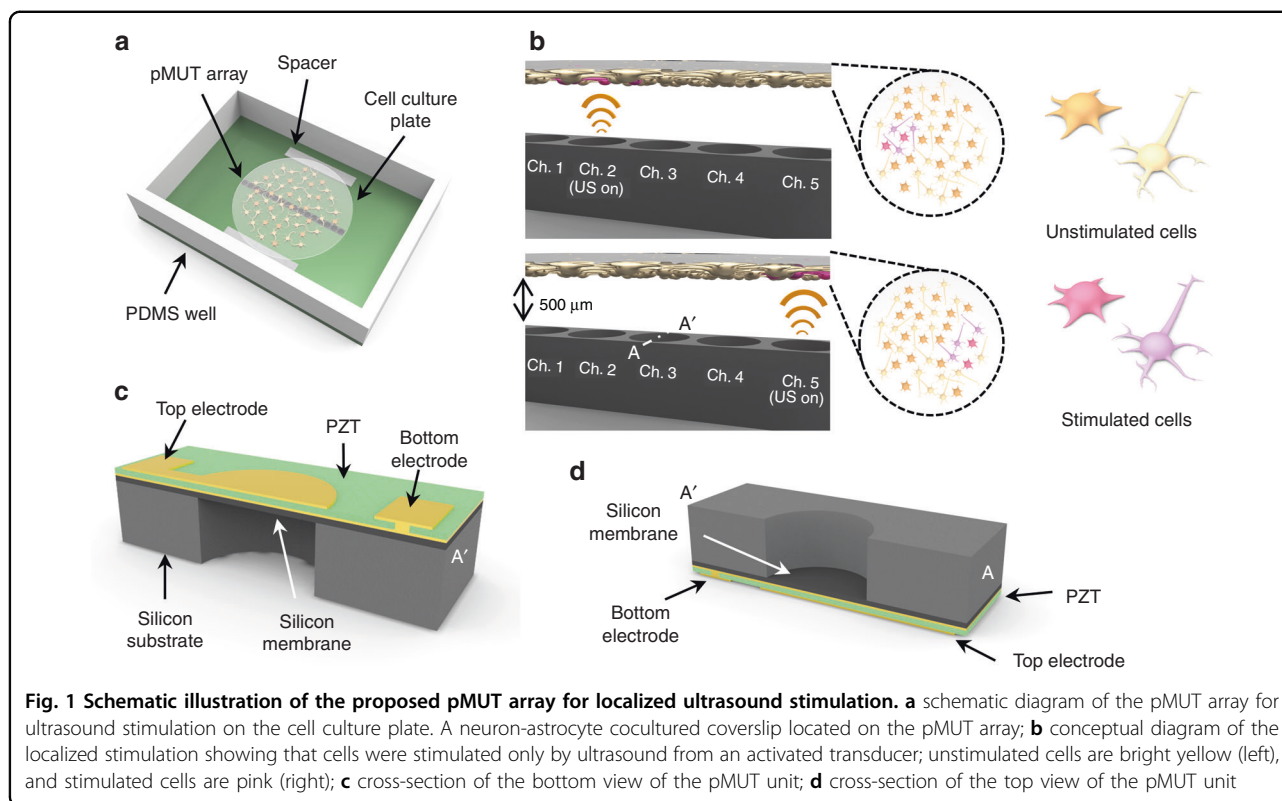 a
pMUT array
Spacer
Cell culture
plate
PDMS well
b
Ch. 1
Ch. 2
(US on)
Ch. 3
Ch. 4
Ch. 5
Unstimulated cells
500 μm
A′
A
Ch. 1
Ch. 2
Ch. 3
Ch. 4
Ch. 5
(US on)
Stimulated cells
c
Top electrode
PZT
Bottom
electrode
A′
Silicon
substrate
Silicon
membrane
d
A′
Silicon
membrane
A
Bottom
electrode
PZT
Top electrode
Fig. 1 Schematic illustration of the proposed pMUT array for localized ultrasound stimulation. a schematic diagram of the pMUT array for
ultrasound stimulation on the cell culture plate. A neuron-astrocyte cocultured coverslip located on the pMUT array; b conceptual diagram of the
localized stimulation showing that cells were stimulated only by ultrasound from an activated transducer; unstimulated cells are bright yellow (left),
and stimulated cells are pink (right); c cross-section of the bottom view of the pMUT unit; d cross-section of the top view of the pMUT unit